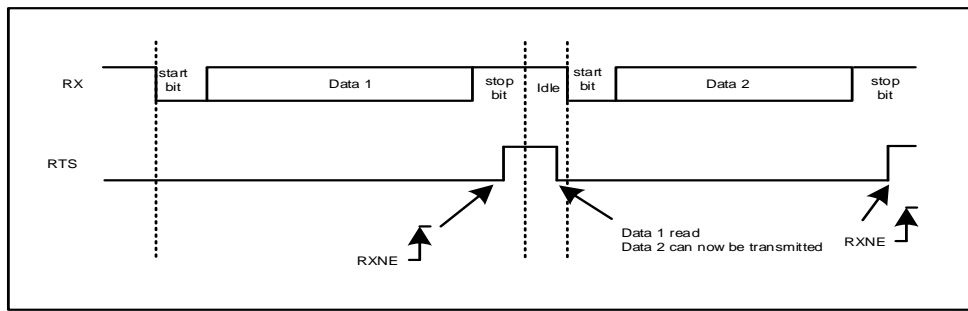 RX
start
bit
Data 1
stop
bit
Idle
start
bit
Data 2
stop
bit
RTS
RXNE
Data 1 read
Data 2 can now be transmitted
RXNE